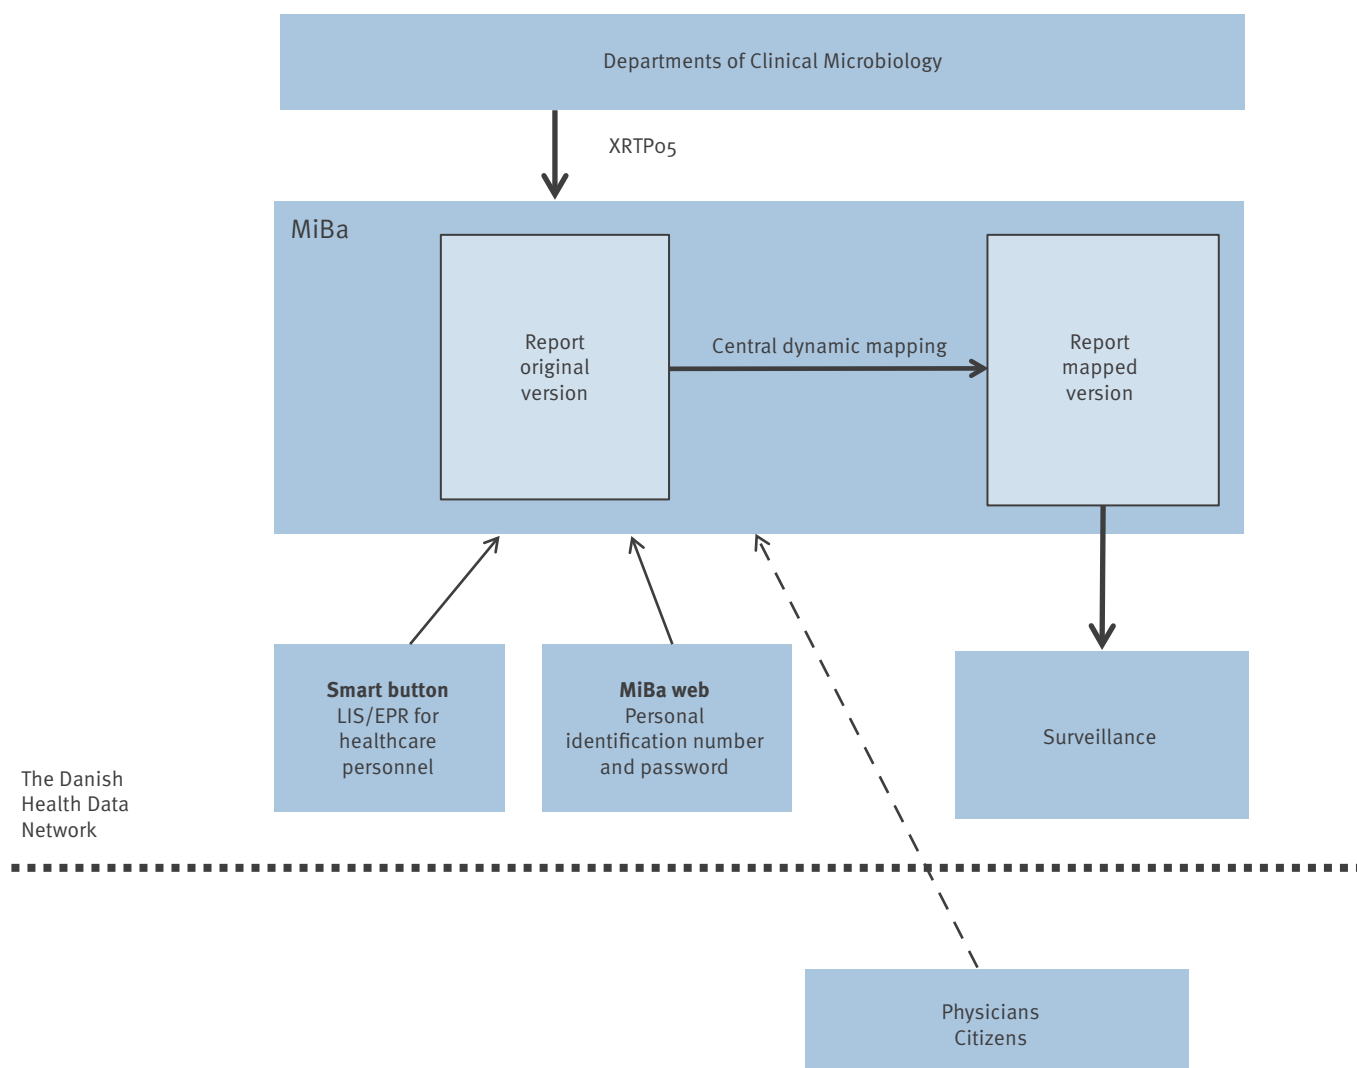 Departments of Clinical Microbiology
XRTP05
MiBa
Report
original
version
Central dynamic mapping
Report
mapped
version
Smart button
LIS/EPR for
healthcare
personnel
MiBa web
Personal
identification number
and password
Surveillance
The Danish
Health Data
Network
Physicians
Citizens